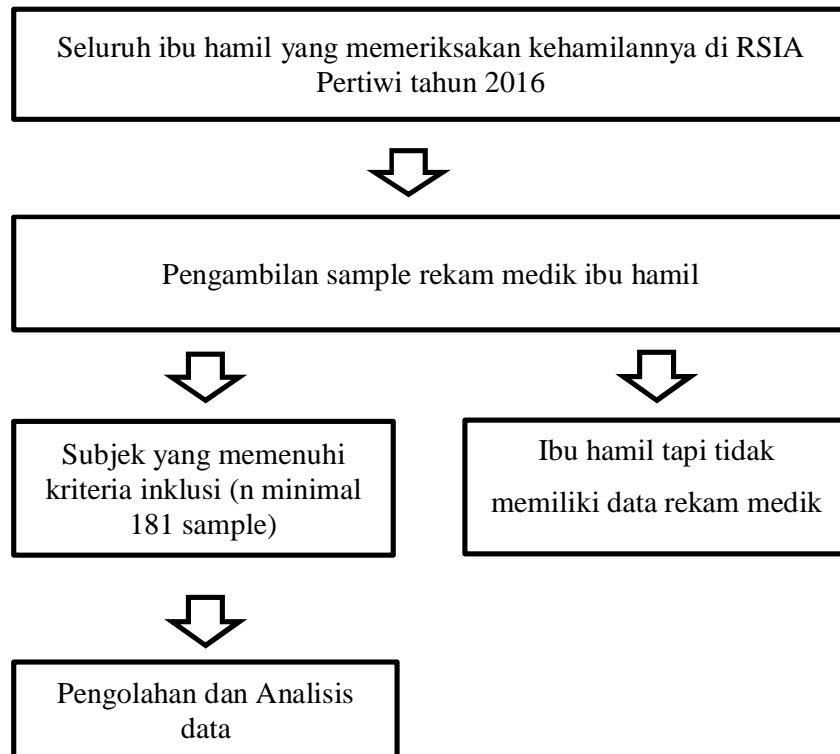 Seluruh ibu hamil yang memeriksakan kehamilannya di RSIA
Pertiwi tahun 2016
Pengambilan sample rekam medik ibu hamil
Subjek yang memenuhi
kriteria inklusi (n minimal
181 sample)
Ibu hamil tapi tidak
memiliki data rekam medik
Pengolahan dan Analisis
data